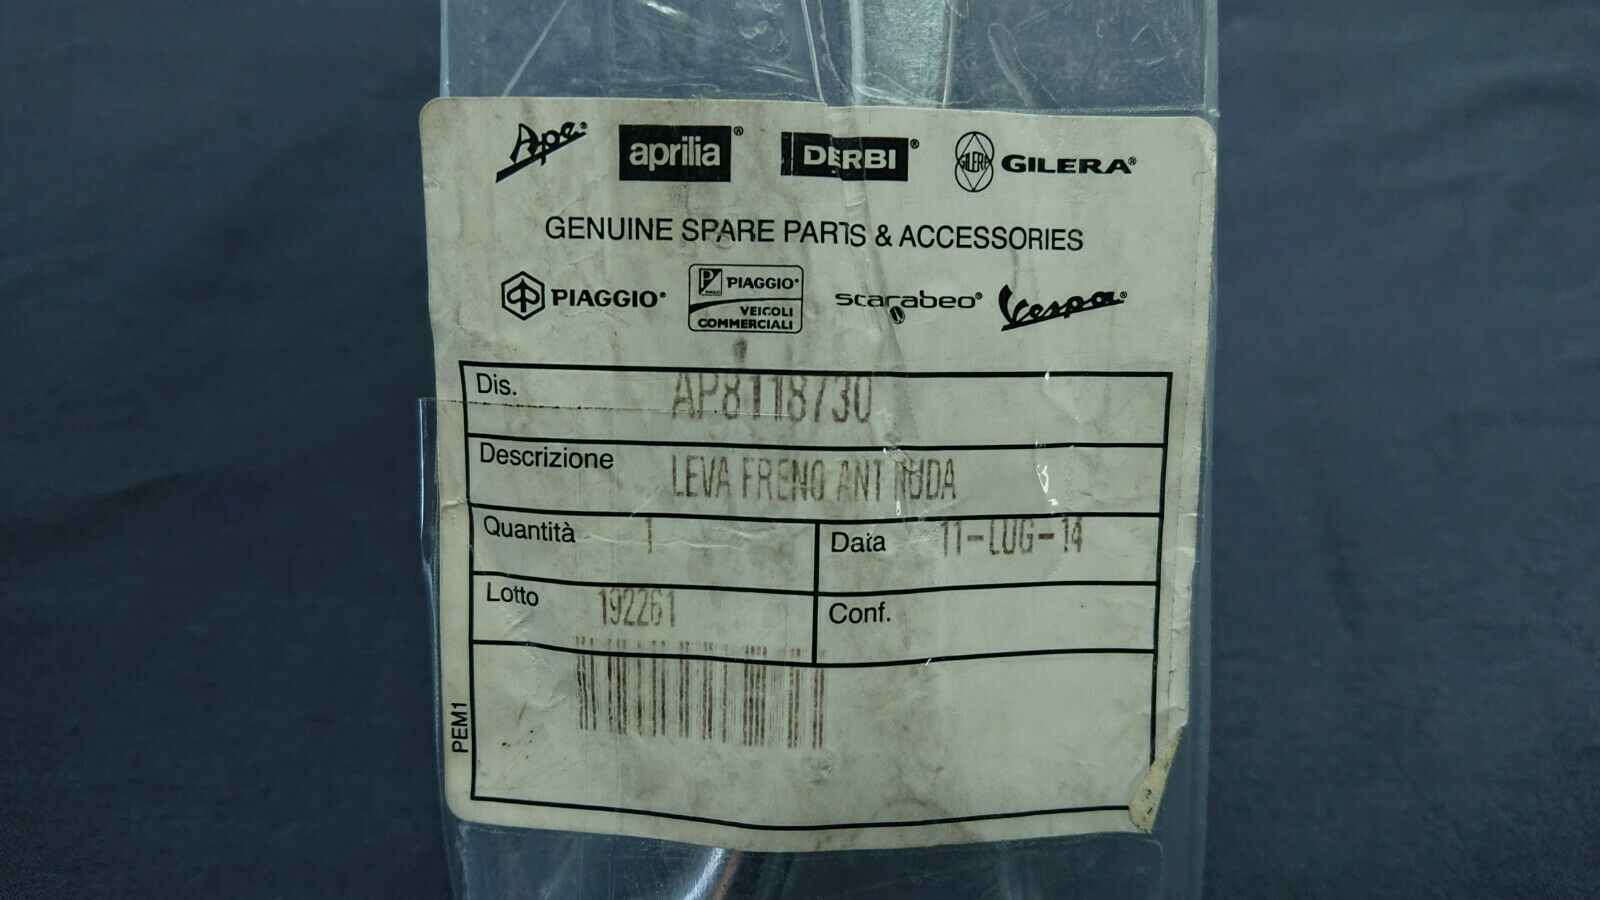 Ape® aprilia® DERBI® GILERA GILERA®
GENUINE SPARE PARTS & ACCESSORIES
PIAGGIO® P PIAGGIO® scarabeo® Vespa®
VEICOLI
COMMERCIALI
Dis. AP8118730
Descrizione LEVA FRENO ANT NUDA
Quantità 1 Data 11-LUG-14
Lotto 192261 Conf.
PEM1